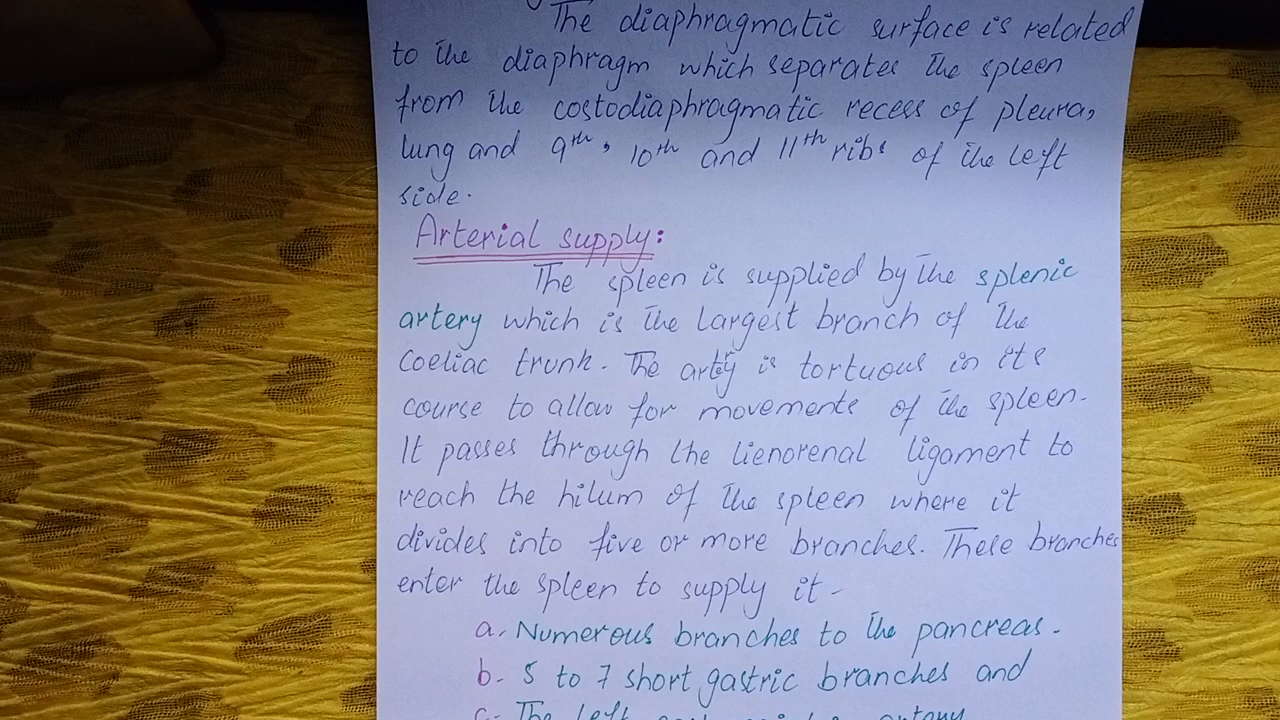 The diaphragmatic surface is related
to the diaphragm which separates the spleen
from the costodiaphragmatic recess of pleura,
lung and 9th, 10th and 11th ribs of the left
side.
Arterial supply:
The spleen is supplied by the splenic
artery which is the largest branch of the
coeliac trunk. The artery is tortuous in its
course to allow for movements of the spleen.
It passes through the lienorenal ligament to
reach the hilum of the spleen where it
divides into five or more branches. These branches
enter the spleen to supply it-
a. Numerous branches to the pancreas.
b. 5 to 7 short gastric branches and
c. The left artery